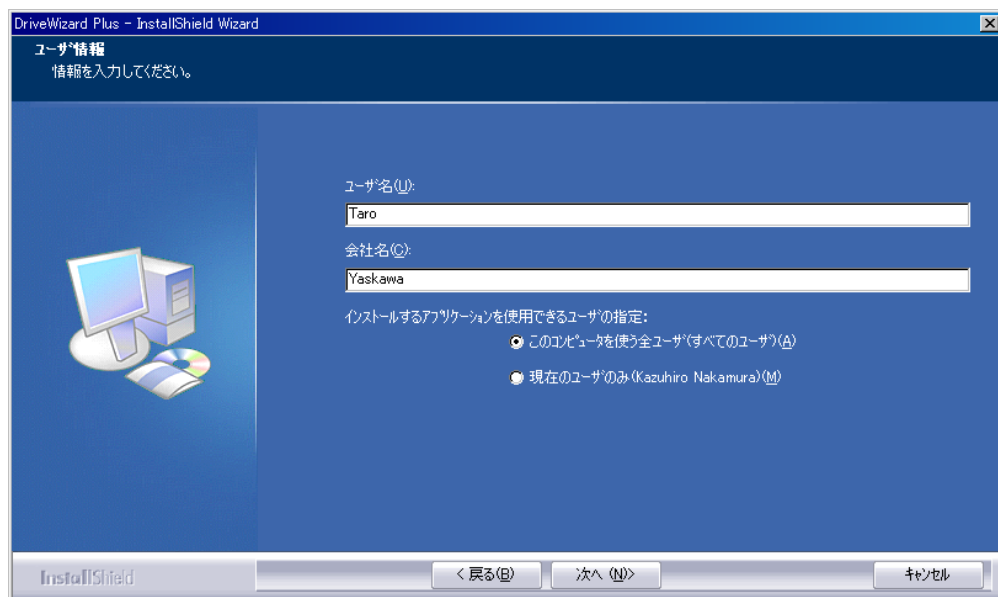 DriveWizard Plus - InstallShield Wizard
ﾕｰｻﾞ情報
情報を入力してください。
ﾕｰｻﾞ名(U):
Taro
会社名(C):
Yaskawa
ｲﾝｽﾄｰﾙするｱﾌﾟﾘｹｰｼｮﾝを使用できるﾕｰｻﾞの指定:
このｺﾝﾋﾟｭｰﾀを使う全ﾕｰｻﾞ(すべてのﾕｰｻﾞ)(A)
現在のﾕｰｻﾞのみ(Kazuhiro Nakamura)(M)
InstallShield
< 戻る(B)
次へ (N)>
ｷｬﾝｾﾙ